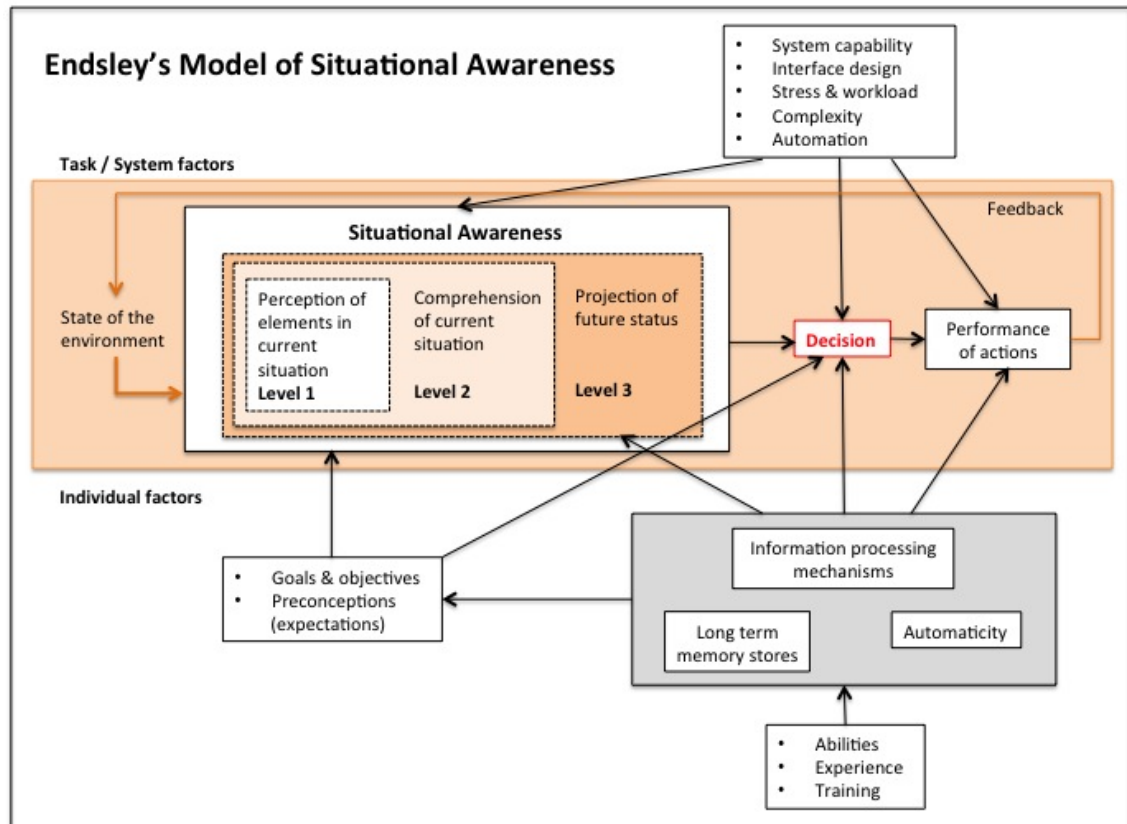 Endsley's Model of Situational Awareness
• System capability
• Interface design
• Stress & workload
• Complexity
• Automation
Task / System factors
Feedback
Situational Awareness
State of the
environment
Perception of
elements in
current
situation
Level 1
Comprehension
of current
situation
Level 2
Projection of
future status
Level 3
Decision
Performance
of actions
Individual factors
• Goals & objectives
• Preconceptions
(expectations)
Information processing
mechanisms
Long term
memory stores
Automaticity
• Abilities
• Experience
• Training